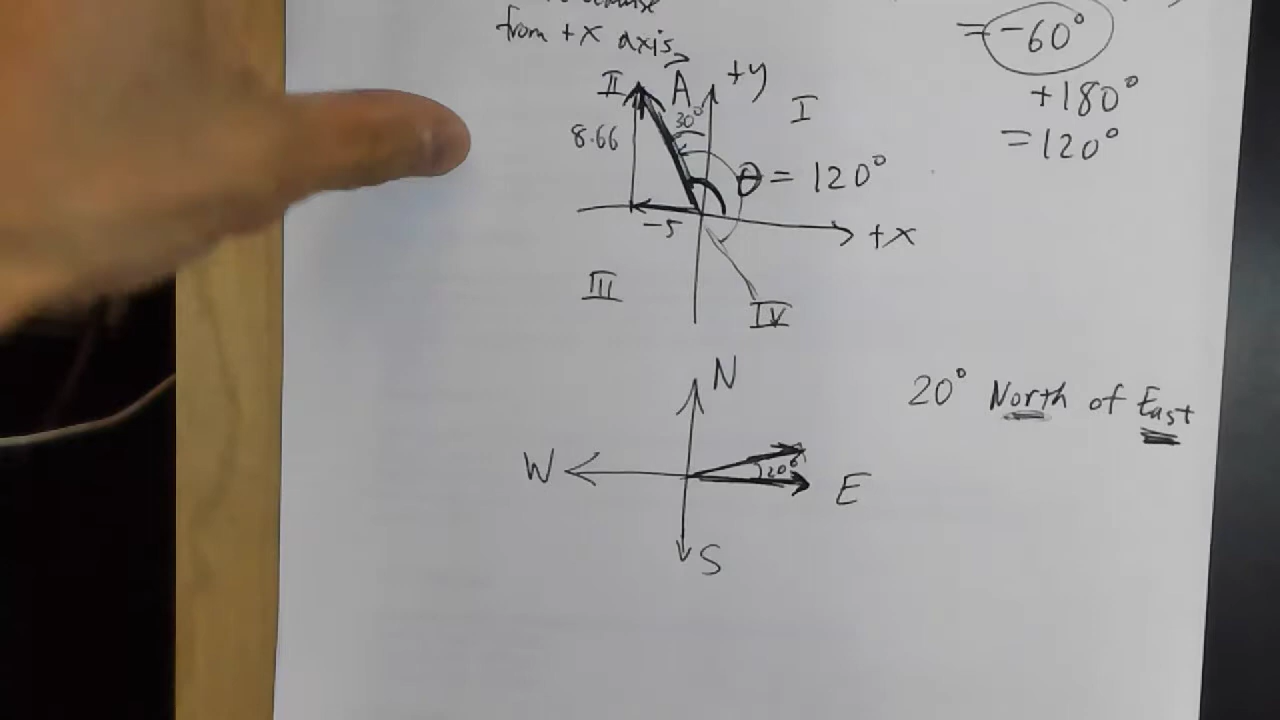 from +x axis
= -60°
+180°
= 120°
II
A
+y
I
30°
8.66
θ = 120°
-5
+x
III
IV
N
20° North of East
W
20°
E
S